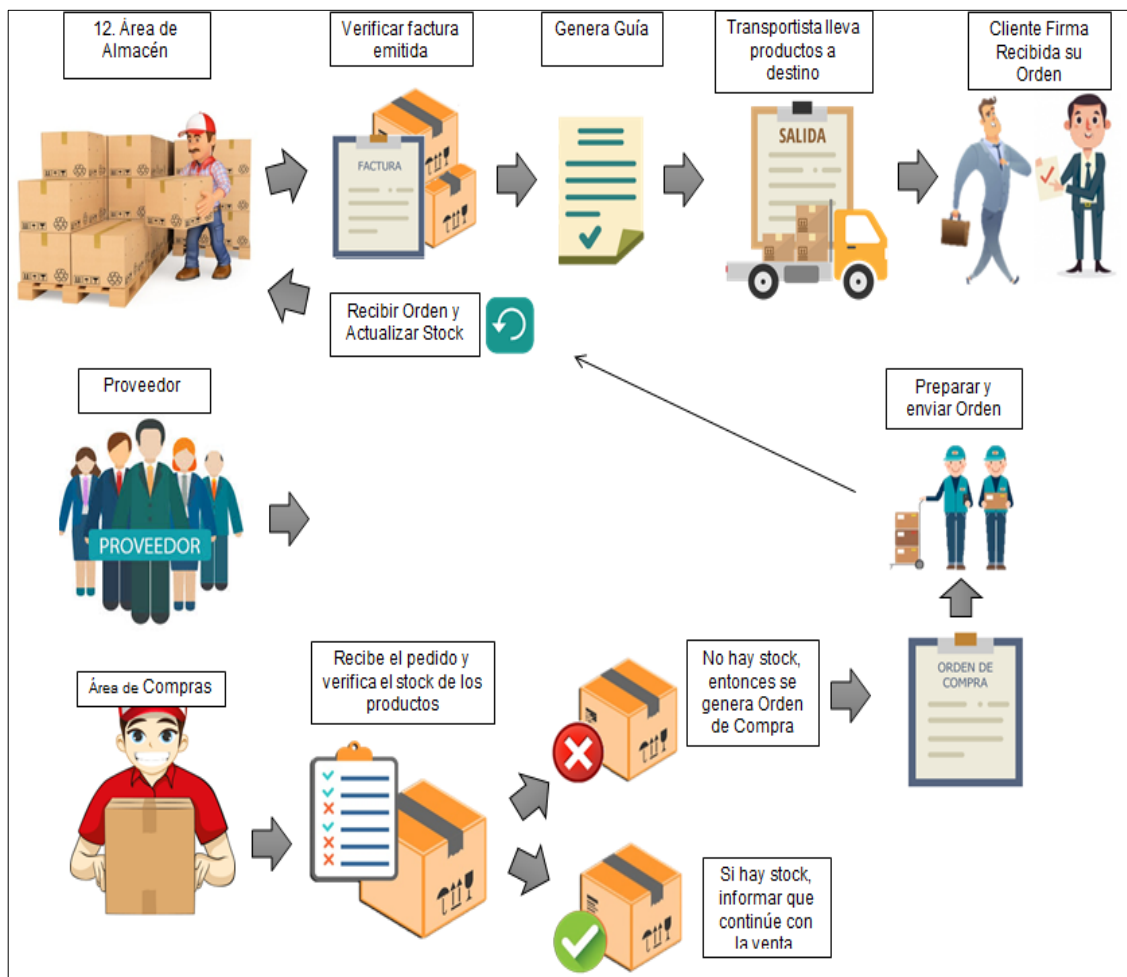 12. Área de
Almacén
Verificar factura
emitida
Genera Guía
Transportista lleva
productos a
destino
Cliente Firma
Recibida su
Orden
FACTURA
SALIDA
Recibir Orden y
Actualizar Stock
Proveedor
Preparar y
enviar Orden
PROVEEDOR
Área de Compras
Recibe el pedido y
verifica el stock de los
productos
No hay stock,
entonces se
genera Orden
de Compra
ORDEN DE
COMPRA
Si hay stock,
informar que
continúe con
la venta